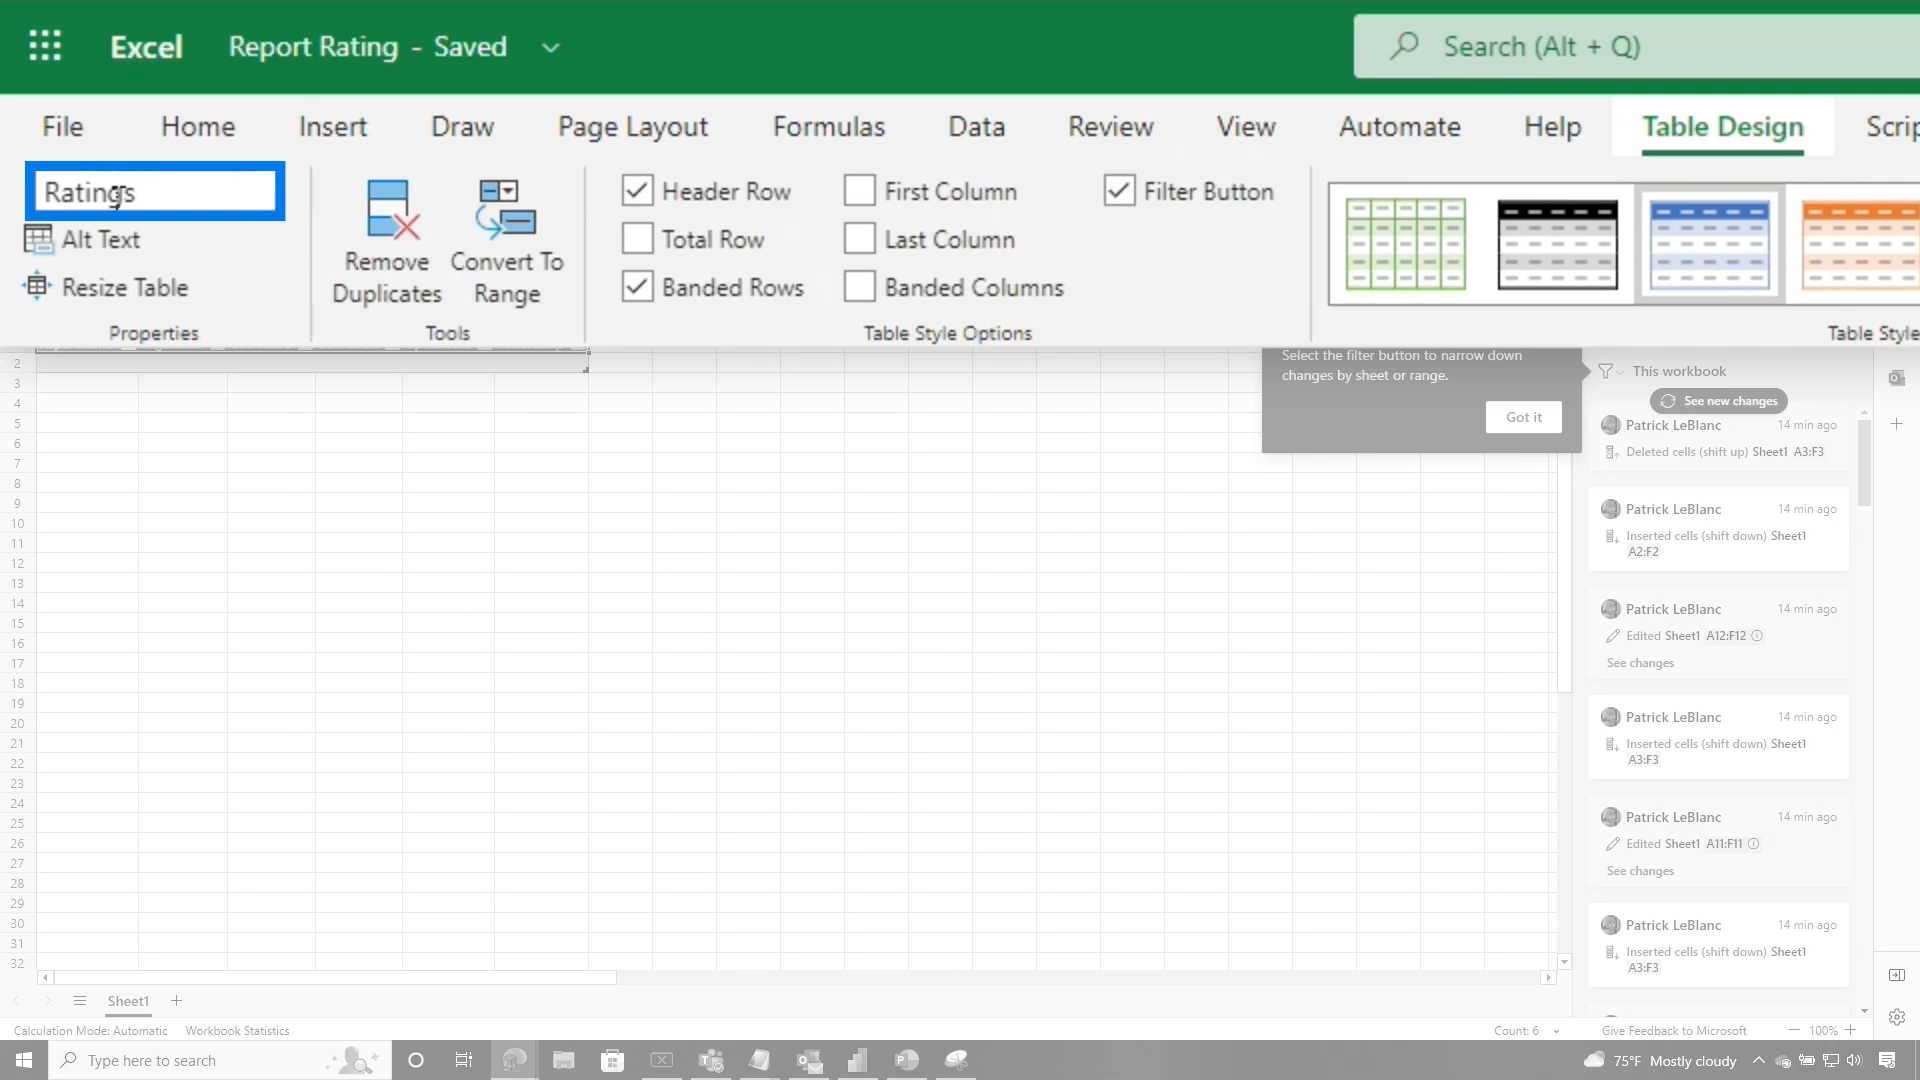 Excel
Report Rating - Saved
Search (Alt + Q)
File Home Insert Draw Page Layout Formulas Data Review View Automate Help Table Design
Ratings
Alt Text
Resize Table
Properties
Remove Duplicates
Convert To Range
Tools
Header Row First Column Filter Button
Total Row Last Column
Banded Rows Banded Columns
Table Style Options
Table Style
Select the filter button to narrow down
changes by sheet or range.
Got it
This workbook
See new changes
Patrick LeBlanc 14 min ago
Deleted cells (shift up) Sheet1 A3:F3
Patrick LeBlanc 14 min ago
Inserted cells (shift down) Sheet1
A2:F2
Patrick LeBlanc 14 min ago
Edited Sheet1 A12:F12
See changes
Patrick LeBlanc 14 min ago
Inserted cells (shift down) Sheet1
A3:F3
Patrick LeBlanc 14 min ago
Edited Sheet1 A11:F11
See changes
Patrick LeBlanc 14 min ago
Inserted cells (shift down) Sheet1
A3:F3
2
3
4
5
6
7
8
9
10
11
12
13
14
15
16
17
18
19
20
21
22
23
24
25
26
27
28
29
30
31
32
Sheet1
Calculation Mode: Automatic Workbook Statistics Count: 6 Give Feedback to Microsoft 100%
Type here to search
75°F Mostly cloudy